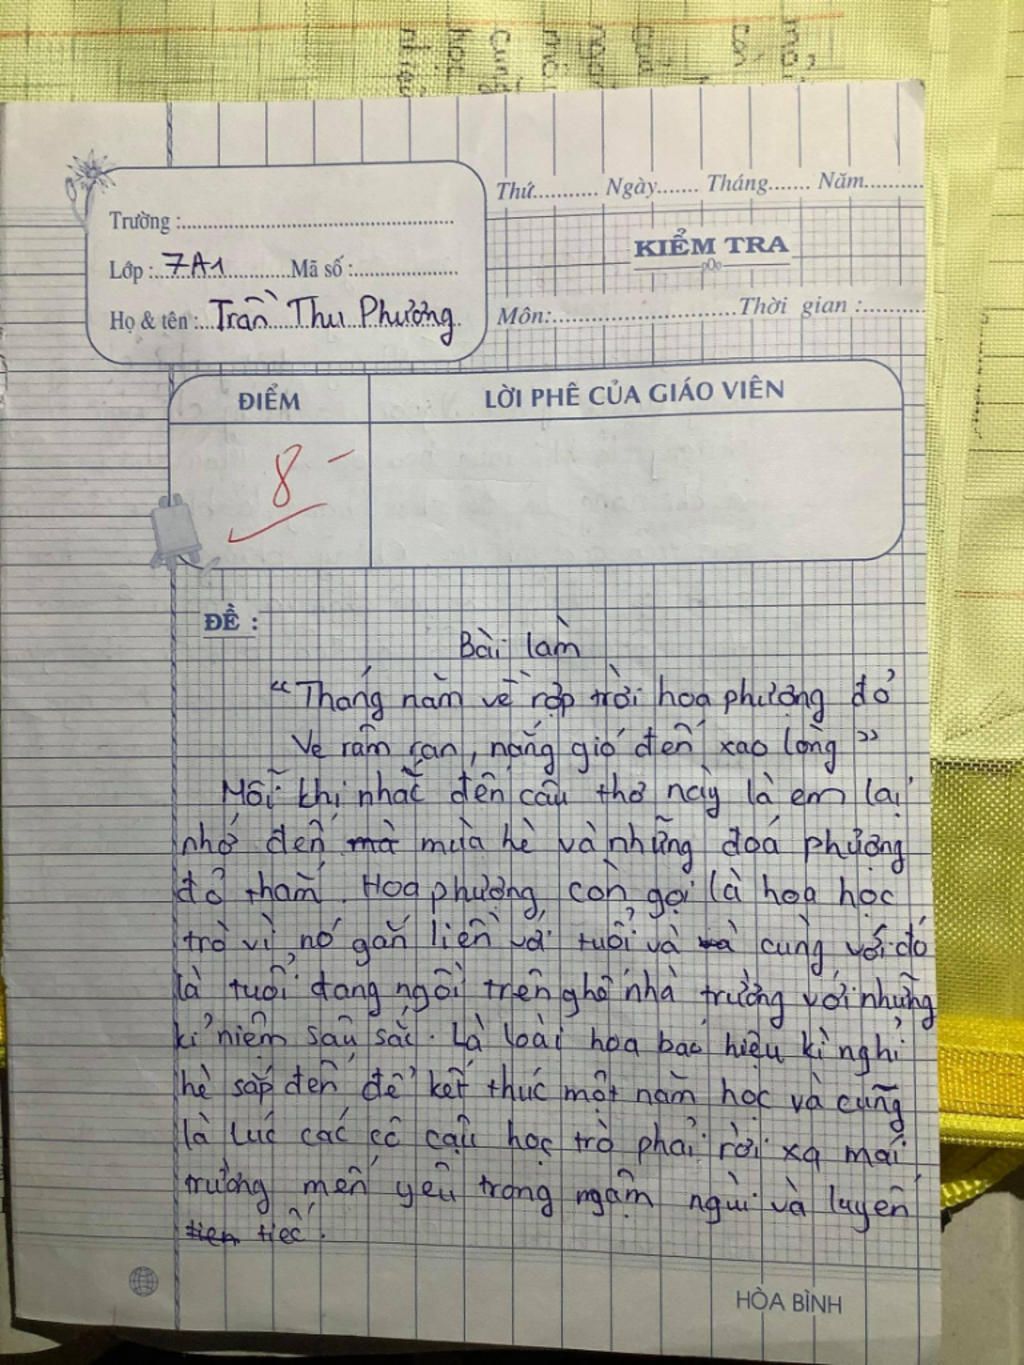 Thứ........... Ngày....... Tháng....... Năm..........
Trường :..................................................
KIỂM TRA
Lớp :..7A1..............Mã số :....................
Họ & tên :..Trần Thu Phương
Môn:............................Thời gian :..........
ĐIỂM
LỜI PHÊ CỦA GIÁO VIÊN
8 -
ĐỀ :
Bài làm
“Tháng năm về rợp trời hoa phượng đỏ
Ve râm ran, nắng gió đến xao lòng”
Mỗi khi nhắc đến câu thơ này là em lại
nhớ đến mà mùa hè và những đoá phượng
đỏ thắm. Hoa phượng còn gọi là hoa học
trò vì nó gắn liền với tuổi và và cùng với đó
là tuổi đang ngồi trên ghế nhà trường với những
kỉ niệm sâu sắc. Là loài hoa báo hiệu kì nghỉ
hè sắp đến để kết thúc một năm học và cũng
là lúc các cô cậu học trò phải rời xa mái
trường mến yêu trong ngậm ngùi và luyến
tiến tiếc.
HÒA BÌNH